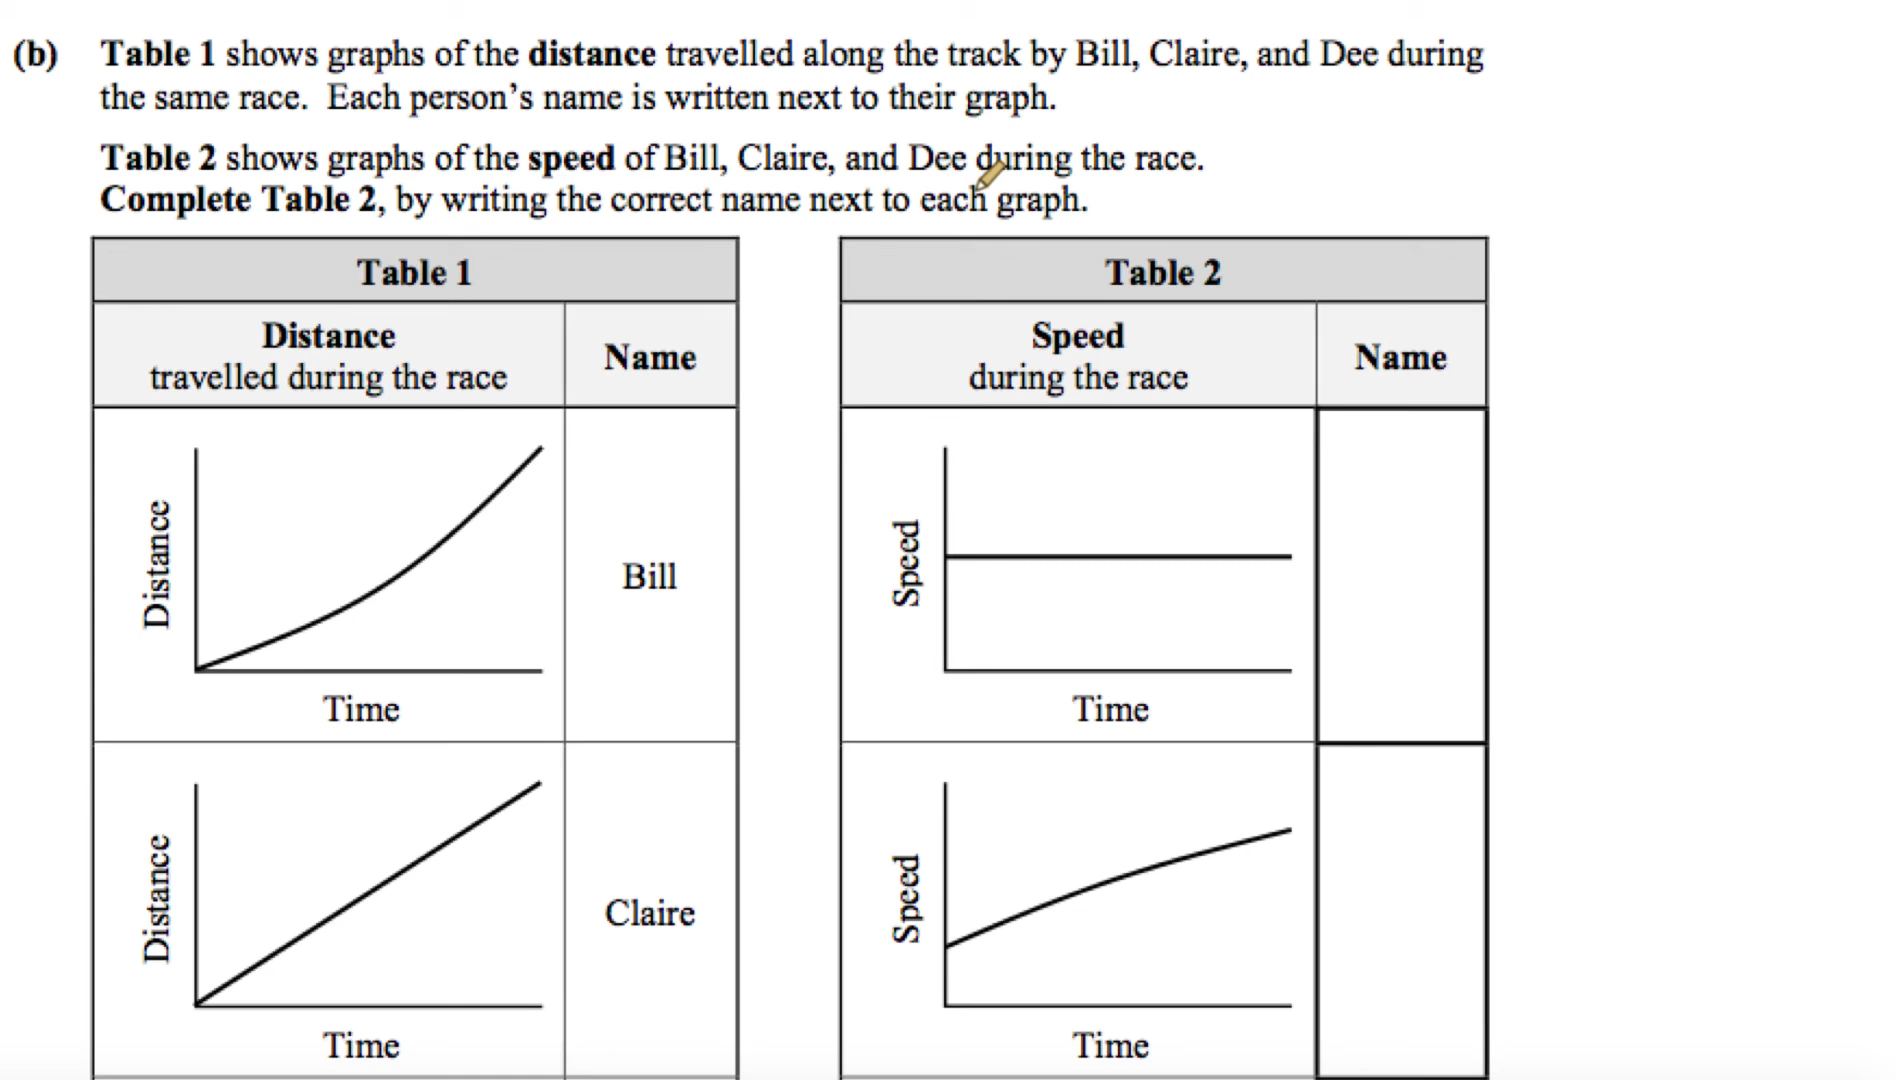 (b) Table 1 shows graphs of the distance travelled along the track by Bill, Claire, and Dee during
the same race. Each person's name is written next to their graph.
Table 2 shows graphs of the speed of Bill, Claire, and Dee during the race.
Complete Table 2, by writing the correct name next to each graph.
Table 1
Distance
travelled during the race
Name
Distance
Time
Bill
Distance
Time
Claire
Table 2
Speed
during the race
Name
Speed
Time
Speed
Time